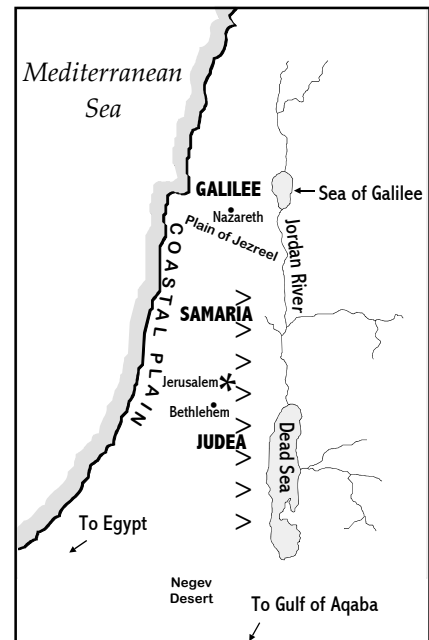 Mediterranean
Sea
GALILEE
Sea of Galilee
Nazareth
Plain of Jezreel
Jordan River
COASTAL PLAIN
SAMARIA
Jerusalem
Bethlehem
JUDEA
Dead Sea
To Egypt
Negev
Desert
To Gulf of Aqaba